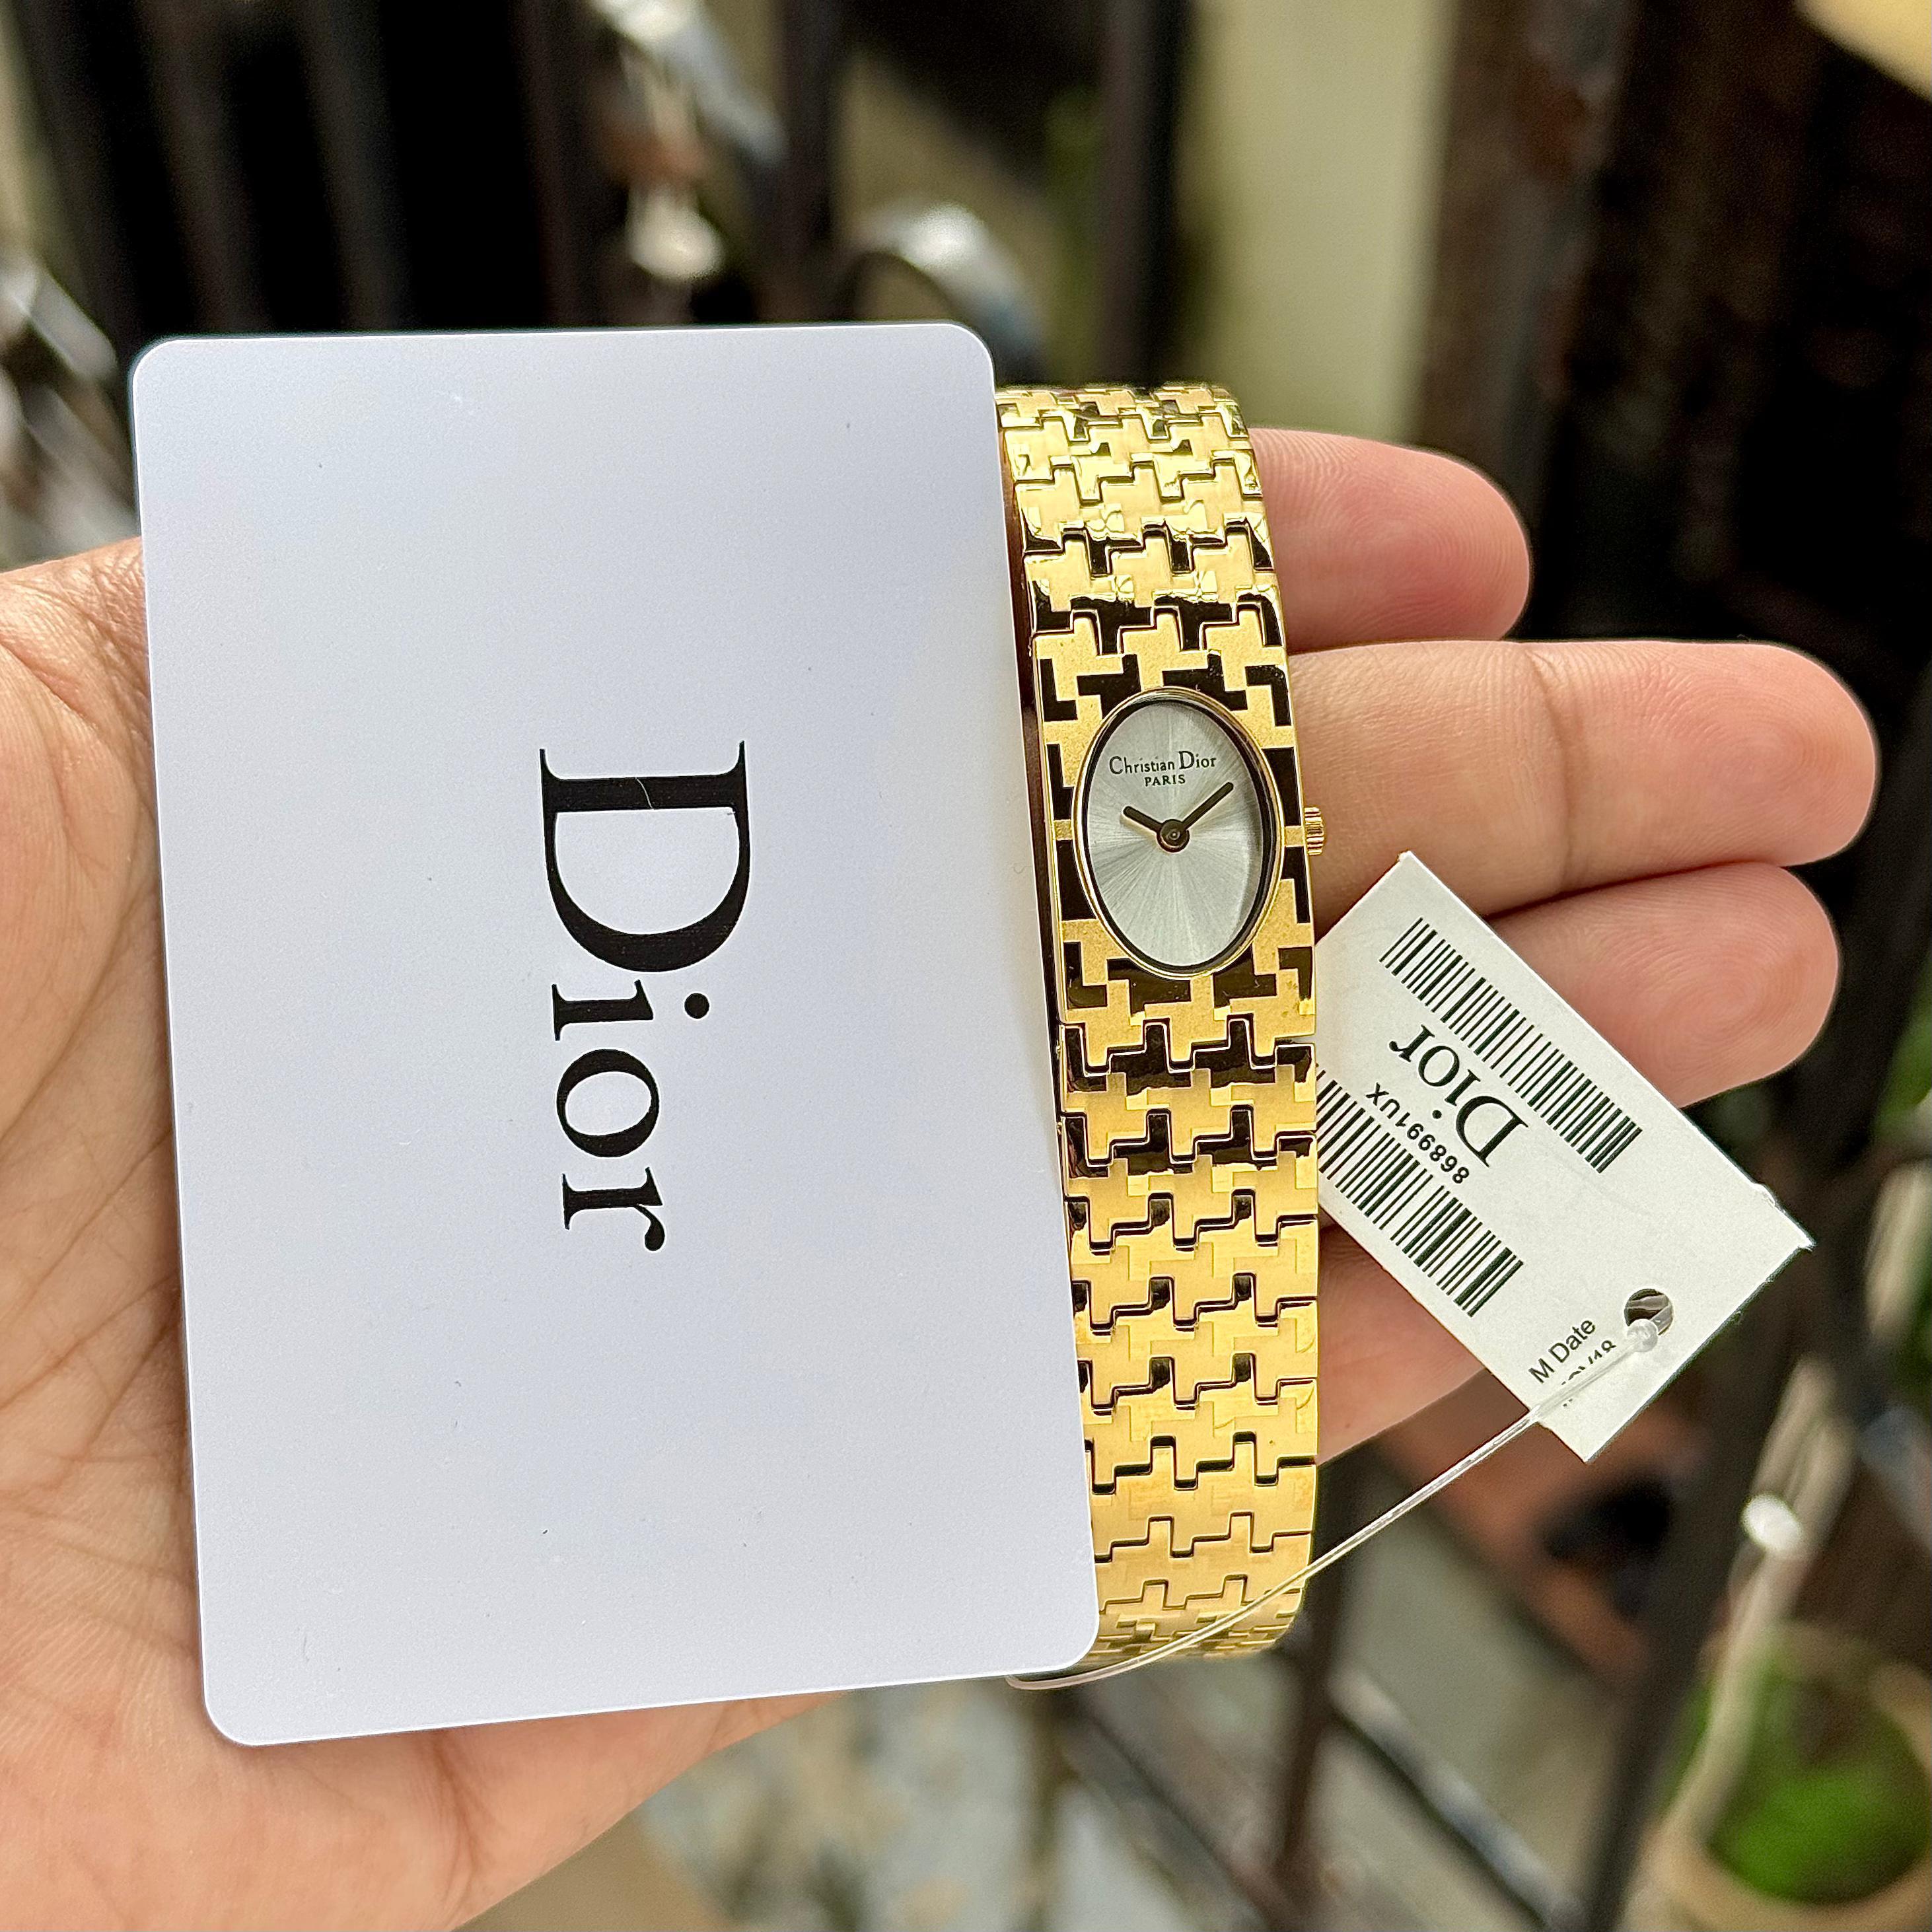 Dior
Christian Dior
PARIS
Dior
868991UX
M Date